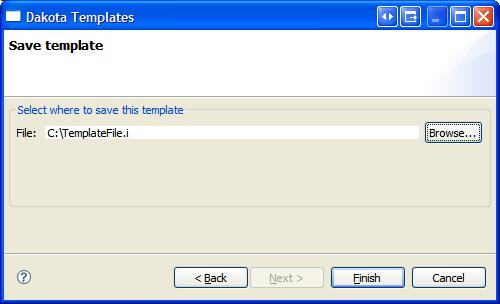 Dakota Templates
Save template
Select where to save this template
File: C:\TemplateFile.i Browse...
? < Back Next > Finish Cancel